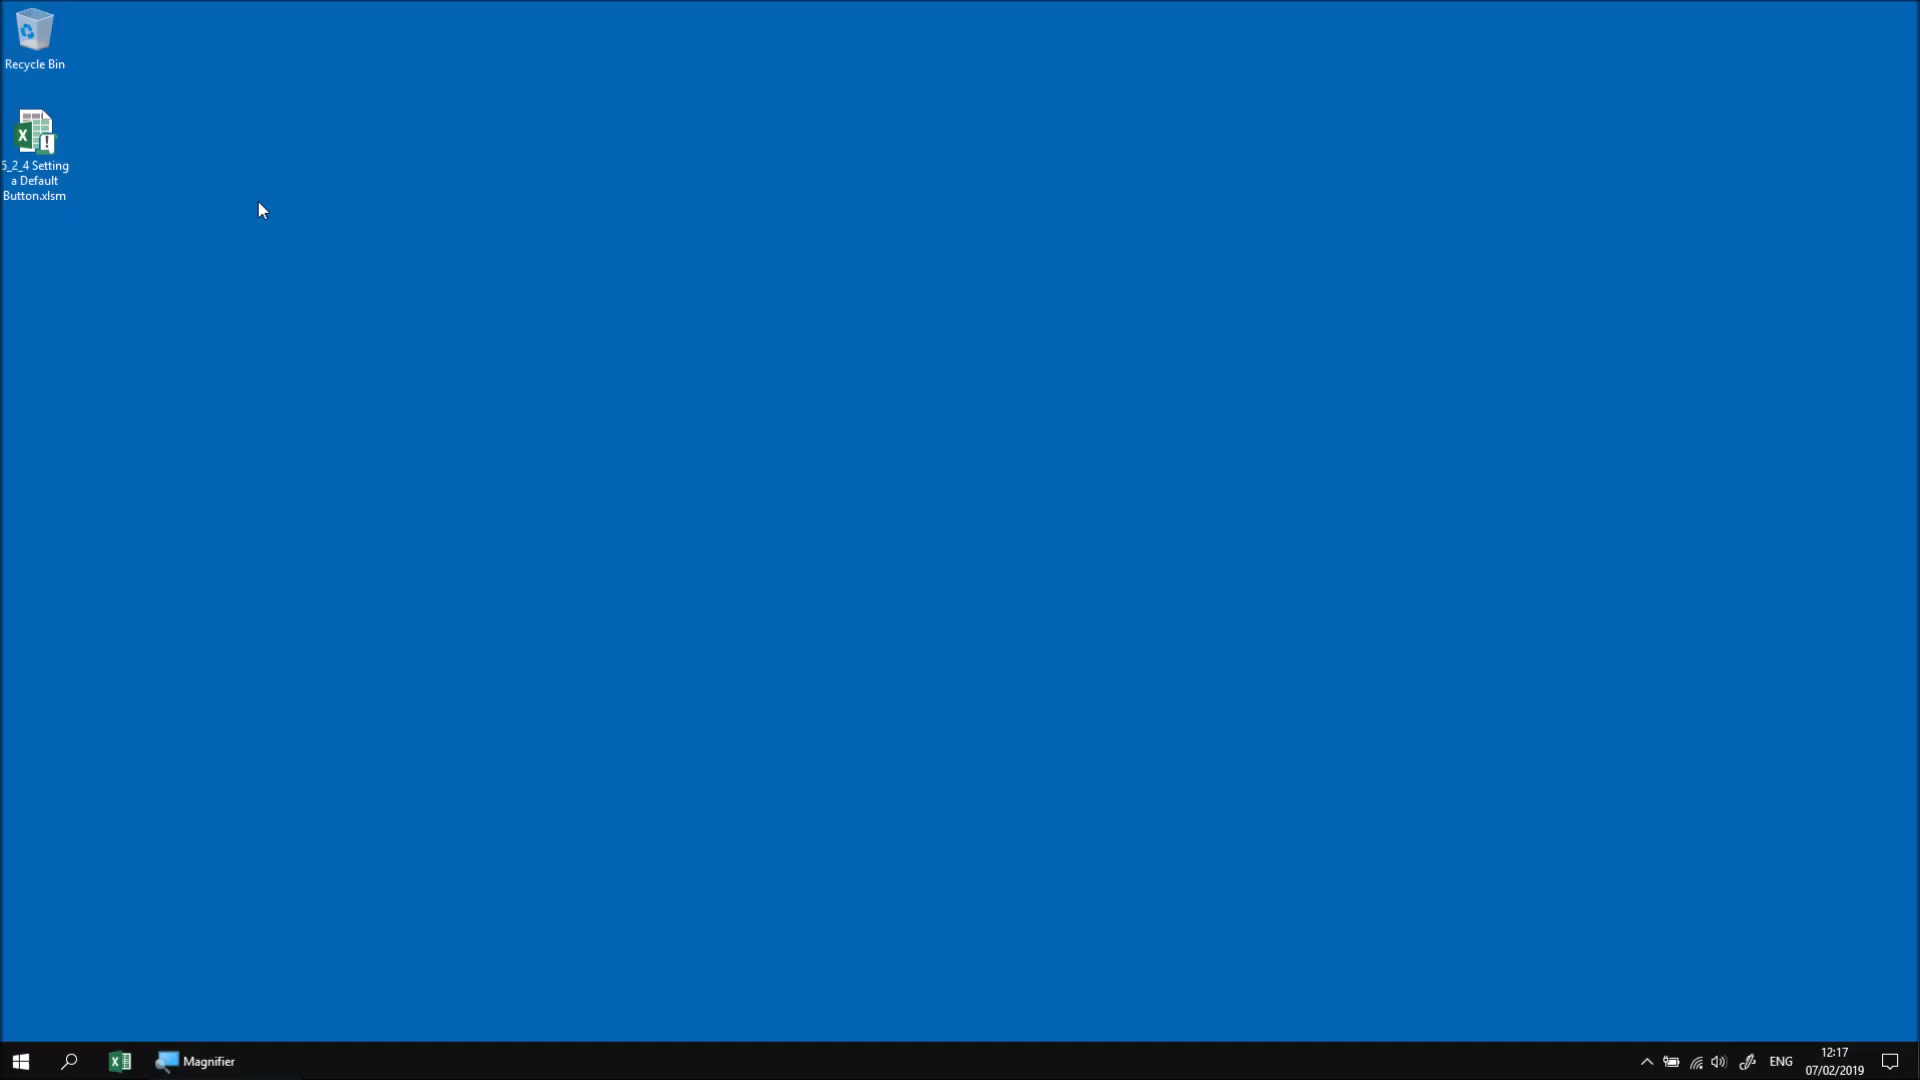 Recycle Bin
5_2_4 Setting
a Default
Button.xlsm
Magnifier
ENG
12:17
07/02/2019